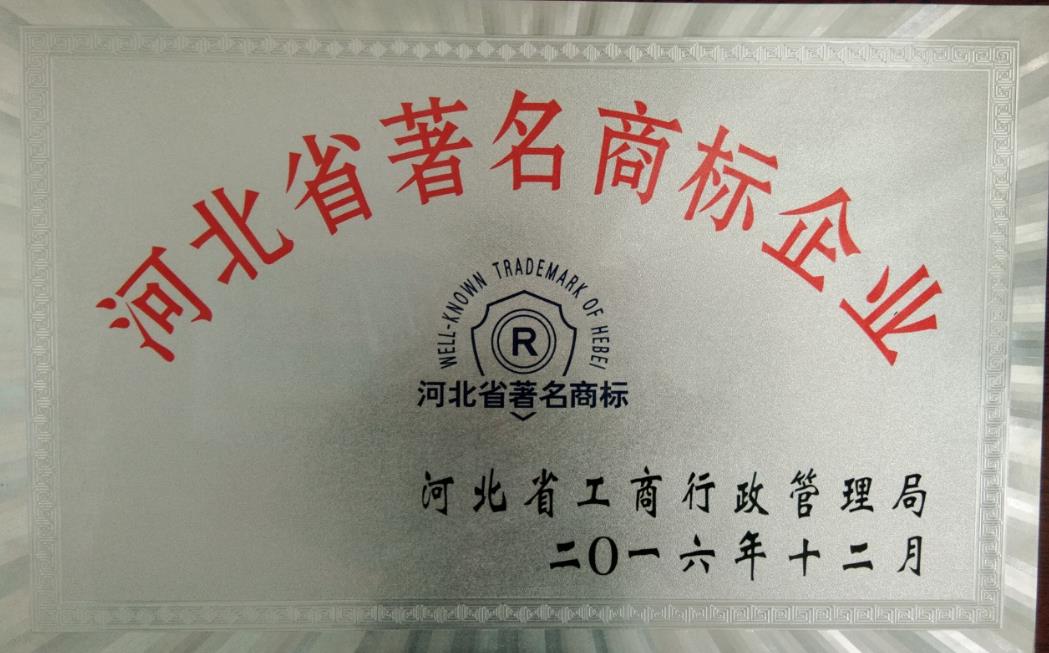 河北省著名商标企业
WELL-KNOWN TRADEMARK OF HEBEI
R
河北省著名商标
河北省工商行政管理局
二〇一六年十二月